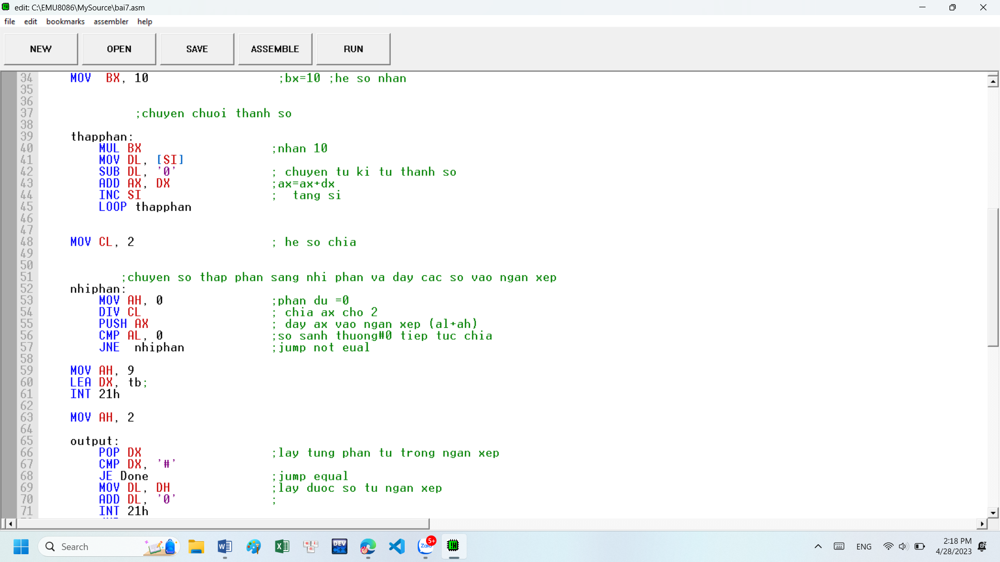 edit: C:\EMU8086\MySource\bai7.asm
file edit bookmarks assembler help
NEW OPEN SAVE ASSEMBLE RUN
34 MOV BX, 10 ;bx=10 ;he so nhan
35
36
37 ;chuyen chuoi thanh so
38
39 thapphan:
40 MUL BX ;nhan 10
41 MOV DL, [SI]
42 SUB DL, '0' ; chuyen tu ki tu thanh so
43 ADD AX, DX ;ax=ax+dx
44 INC SI ; tang si
45 LOOP thapphan
46
47
48 MOV CL, 2 ; he so chia
49
50
51 ;chuyen so thap phan sang nhi phan va day cac so vao ngan xep
52 nhiphan:
53 MOV AH, 0 ;phan du =0
54 DIV CL ; chia ax cho 2
55 PUSH AX ; day ax vao ngan xep (al+ah)
56 CMP AL, 0 ;so sanh thuong#0 tiep tuc chia
57 JNE nhiphan ;jump not eual
58
59 MOV AH, 9
60 LEA DX, tb;
61 INT 21h
62
63 MOV AH, 2
64
65 output:
66 POP DX ;lay tung phan tu trong ngan xep
67 CMP DX, '#'
68 JE Done ;jump equal
69 MOV DL, DH ;lay duoc so tu ngan xep
70 ADD DL, '0' ;
71 INT 21h
Search
DEV
C++
Zalo
5+
ENG
2:18 PM
4/28/2023